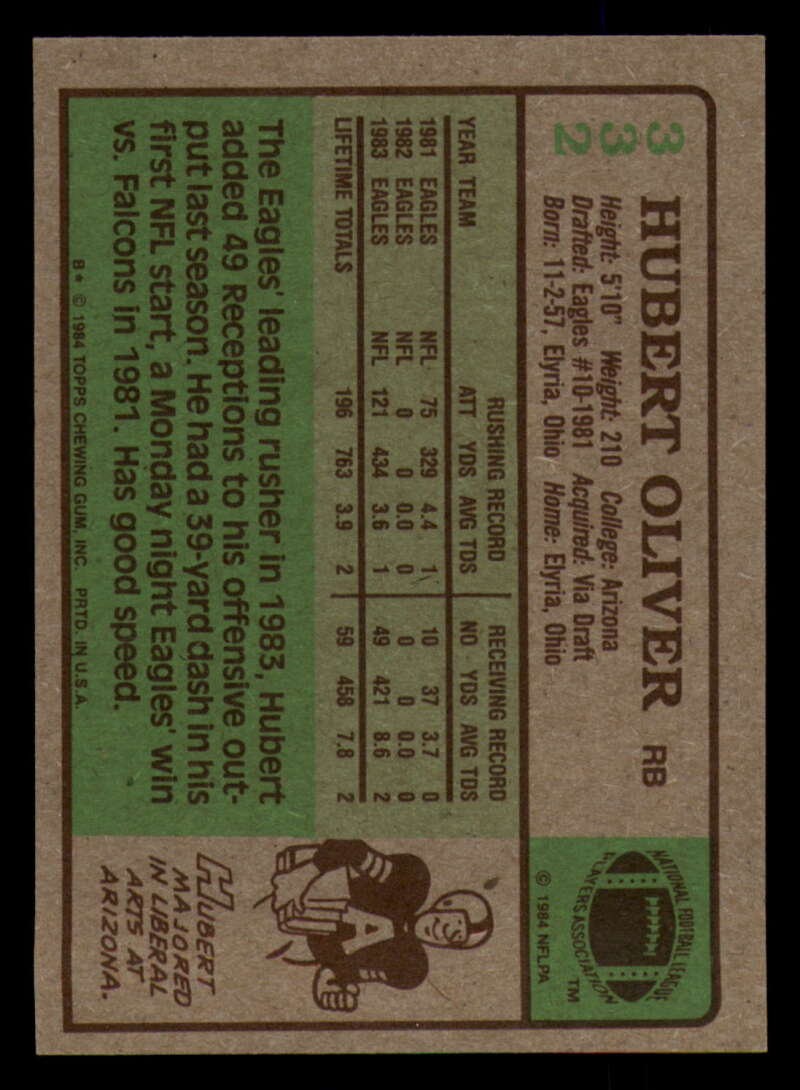 332
HUBERT OLIVER RB
Height: 5'10" Weight: 210 College: Arizona
Drafted: Eagles #10-1981 Acquired: Via Draft
Born: 11-2-57, Elyria, Ohio Home: Elyria, Ohio
NATIONAL FOOTBALL LEAGUE
PLAYERS ASSOCIATION
TM
© 1984 NFLPA
RUSHING RECORD RECEIVING RECORD
YEAR TEAM ATT YDS AVG TDS NO YDS AVG TDS
1981 EAGLES NFL 75 329 4.4 1 10 37 3.7 0
1982 EAGLES NFL 0 0 0.0 0 0 0 0.0 0
1983 EAGLES NFL 121 434 3.6 1 49 421 8.6 2
LIFETIME TOTALS 196 763 3.9 2 59 458 7.8 2
The Eagles' leading rusher in 1983, Hubert
added 49 Receptions to his offensive out-
put last season. He had a 39-yard dash in his
first NFL start, a Monday night Eagles' win
vs. Falcons in 1981. Has good speed.
B* © 1984 TOPPS CHEWING GUM, INC. PRTD. IN U.S.A.
A
HUBERT
MAJORED
IN LIBERAL
ARTS AT
ARIZONA.